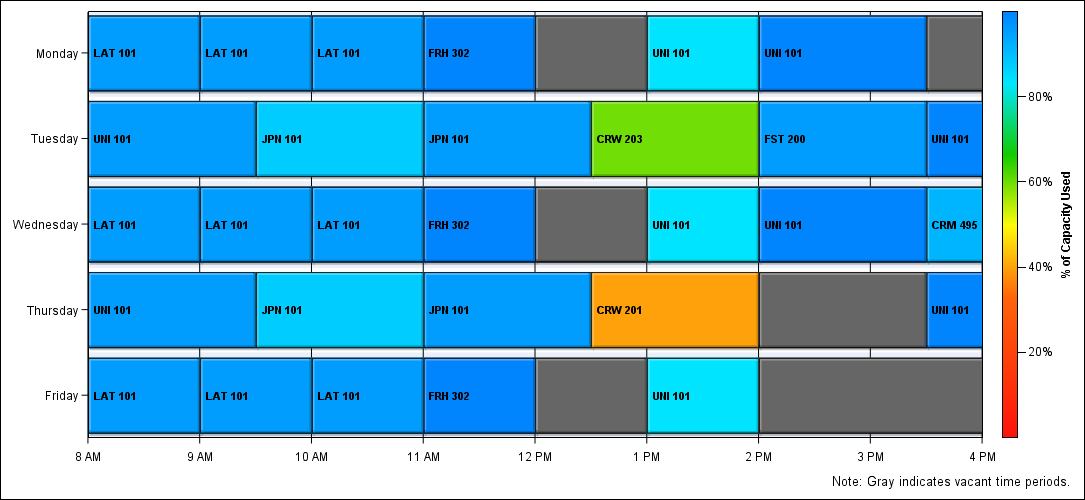 Monday
LAT 101 LAT 101 LAT 101 FRH 302 UNI 101 UNI 101
Tuesday
UNI 101 JPN 101 JPN 101 CRW 203 FST 200 UNI 101
Wednesday
LAT 101 LAT 101 LAT 101 FRH 302 UNI 101 UNI 101 CRM 495
Thursday
UNI 101 JPN 101 JPN 101 CRW 201 UNI 101
Friday
LAT 101 LAT 101 LAT 101 FRH 302 UNI 101
8 AM 9 AM 10 AM 11 AM 12 PM 1 PM 2 PM 3 PM 4 PM
80%
60%
40%
20%
% of Capacity Used
Note: Gray indicates vacant time periods.